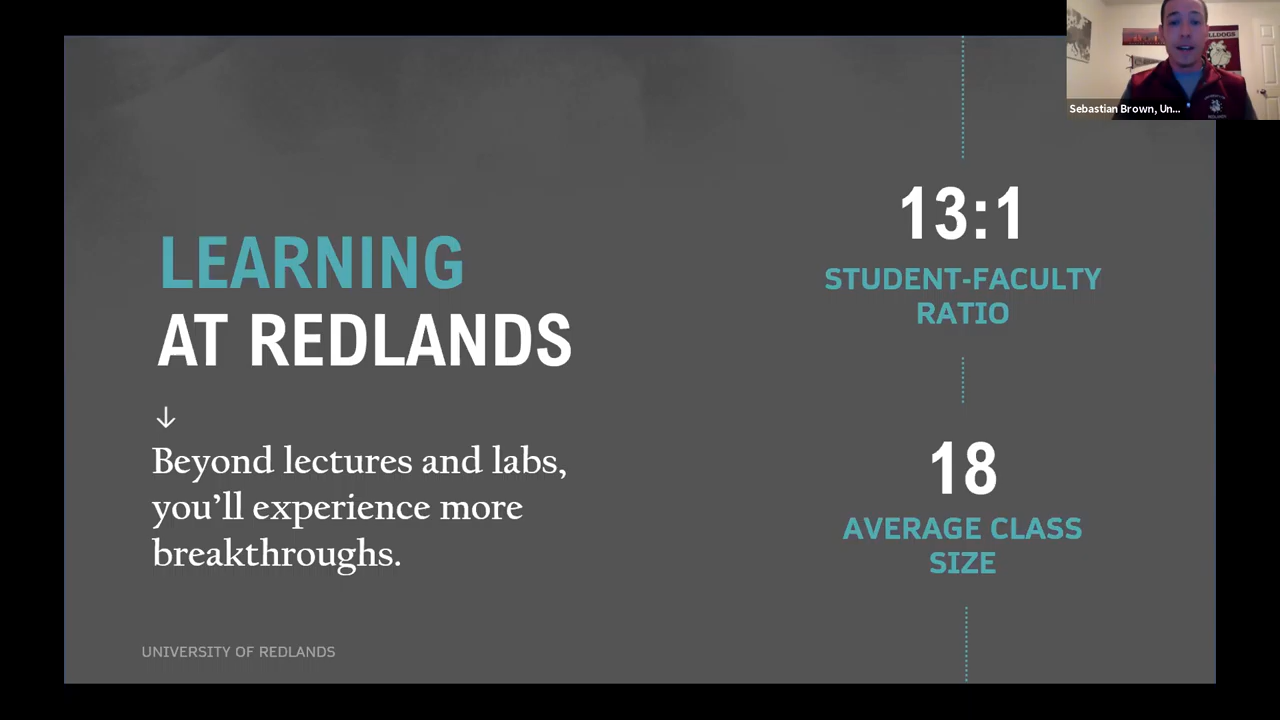 LEARNING
AT REDLANDS
↓
Beyond lectures and labs,
you’ll experience more
breakthroughs.
UNIVERSITY OF REDLANDS
13:1
STUDENT-FACULTY
RATIO
18
AVERAGE CLASS
SIZE
Sebastian Brown, Un...